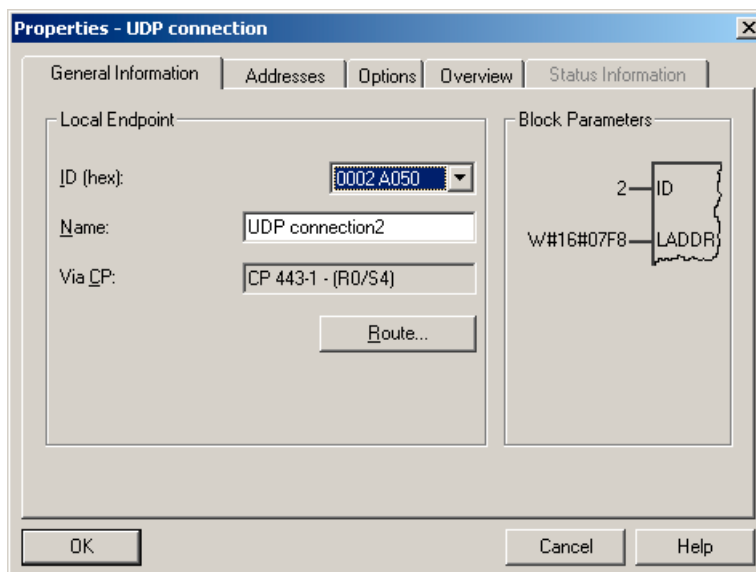 Properties - UDP connection
General Information Addresses Options Overview Status Information
Local Endpoint
ID (hex): 0002 A050
Name: UDP connection2
Via CP: CP 443-1 - (R0/S4)
Route...
Block Parameters
2 ID
W#16#07F8 LADDR
OK Cancel Help